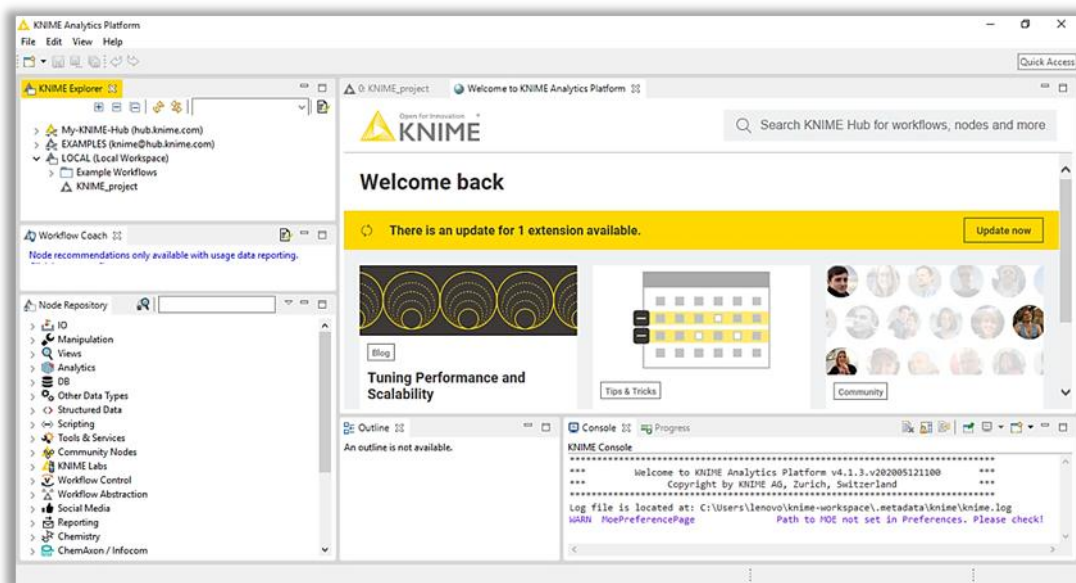 KNIME Analytics Platform
File Edit View Help
Quick Access
KNIME Explorer
My-KNIME-Hub (hub.knime.com)
EXAMPLES (knime@hub.knime.com)
LOCAL (Local Workspace)
Example Workflows
KNIME_project
Workflow Coach
Node recommendations only available with usage data reporting.
Node Repository
IO
Manipulation
Views
Analytics
DB
Other Data Types
Structured Data
Scripting
Tools & Services
Community Nodes
KNIME Labs
Workflow Control
Workflow Abstraction
Social Media
Reporting
Chemistry
ChemAxon / Infocom
0: KNIME_project Welcome to KNIME Analytics Platform
Open for Innovation
KNIME
Search KNIME Hub for workflows, nodes and more
Welcome back
There is an update for 1 extension available. Update now
Blog
Tuning Performance and
Scalability
Tips & Tricks
Community
Outline
An outline is not available.
Console Progress
KNIME Console
********************************************************************************
*** Welcome to KNIME Analytics Platform v4.1.3.v202005121100 ***
*** Copyright by KNIME AG, Zurich, Switzerland ***
********************************************************************************
Log file is located at: C:\Users\lenovo\knime-workspace\.metadata\knime\knime.log
WARN MoePreferencePage Path to MOE not set in Preferences. Please check!